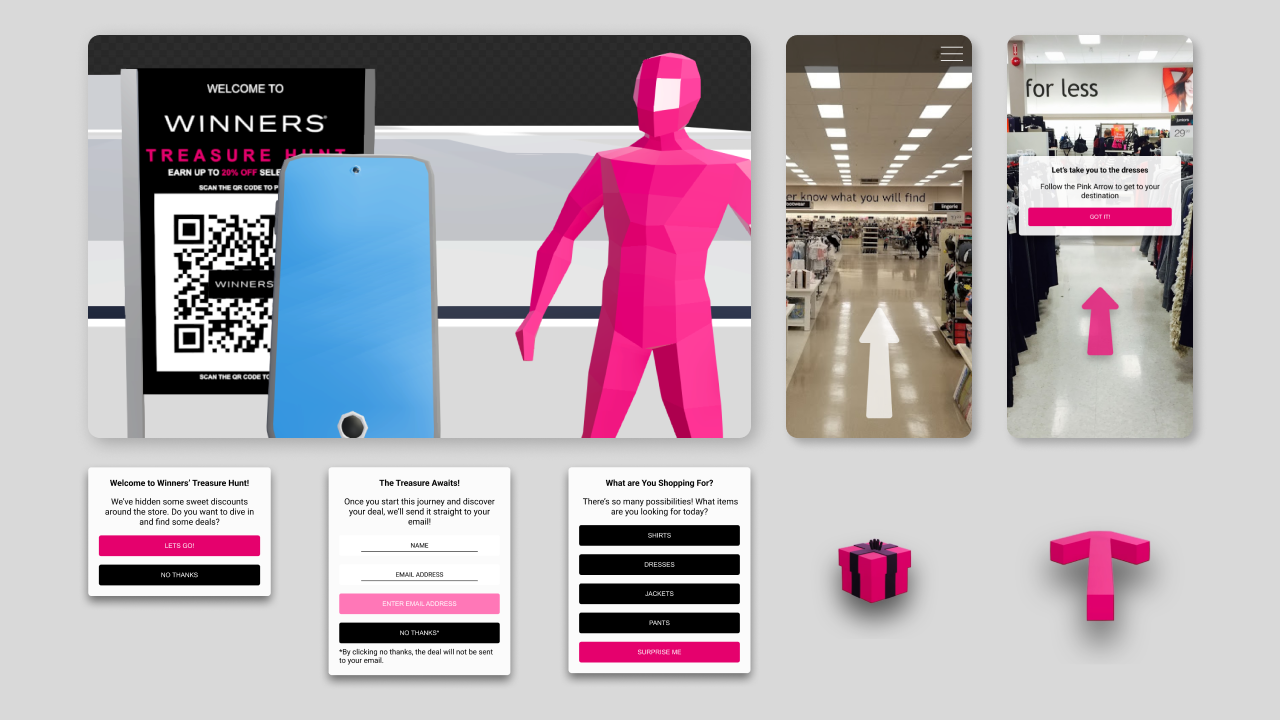 WELCOME TO
WINNERS®
TREASURE HUNT
EARN UP TO 20% OFF SELE
SCAN THE QR CODE TO P
WINNERS
SCAN THE QR CODE TO
er know what you will find
footwear
lingerie
for less
juniors
29
Let's take you to the dresses
Follow the Pink Arrow to get to your
destination
GOT IT!
Welcome to Winners' Treasure Hunt!
We've hidden some sweet discounts
around the store. Do you want to dive in
and find some deals?
LETS GO!
NO THANKS
The Treasure Awaits!
Once you start this journey and discover
your deal, we'll send it straight to your
email!
NAME
EMAIL ADDRESS
ENTER EMAIL ADDRESS
NO THANKS*
*By clicking no thanks, the deal will not be sent
to your email.
What are You Shopping For?
There's so many possibilities! What items
are you looking for today?
SHIRTS
DRESSES
JACKETS
PANTS
SURPRISE ME